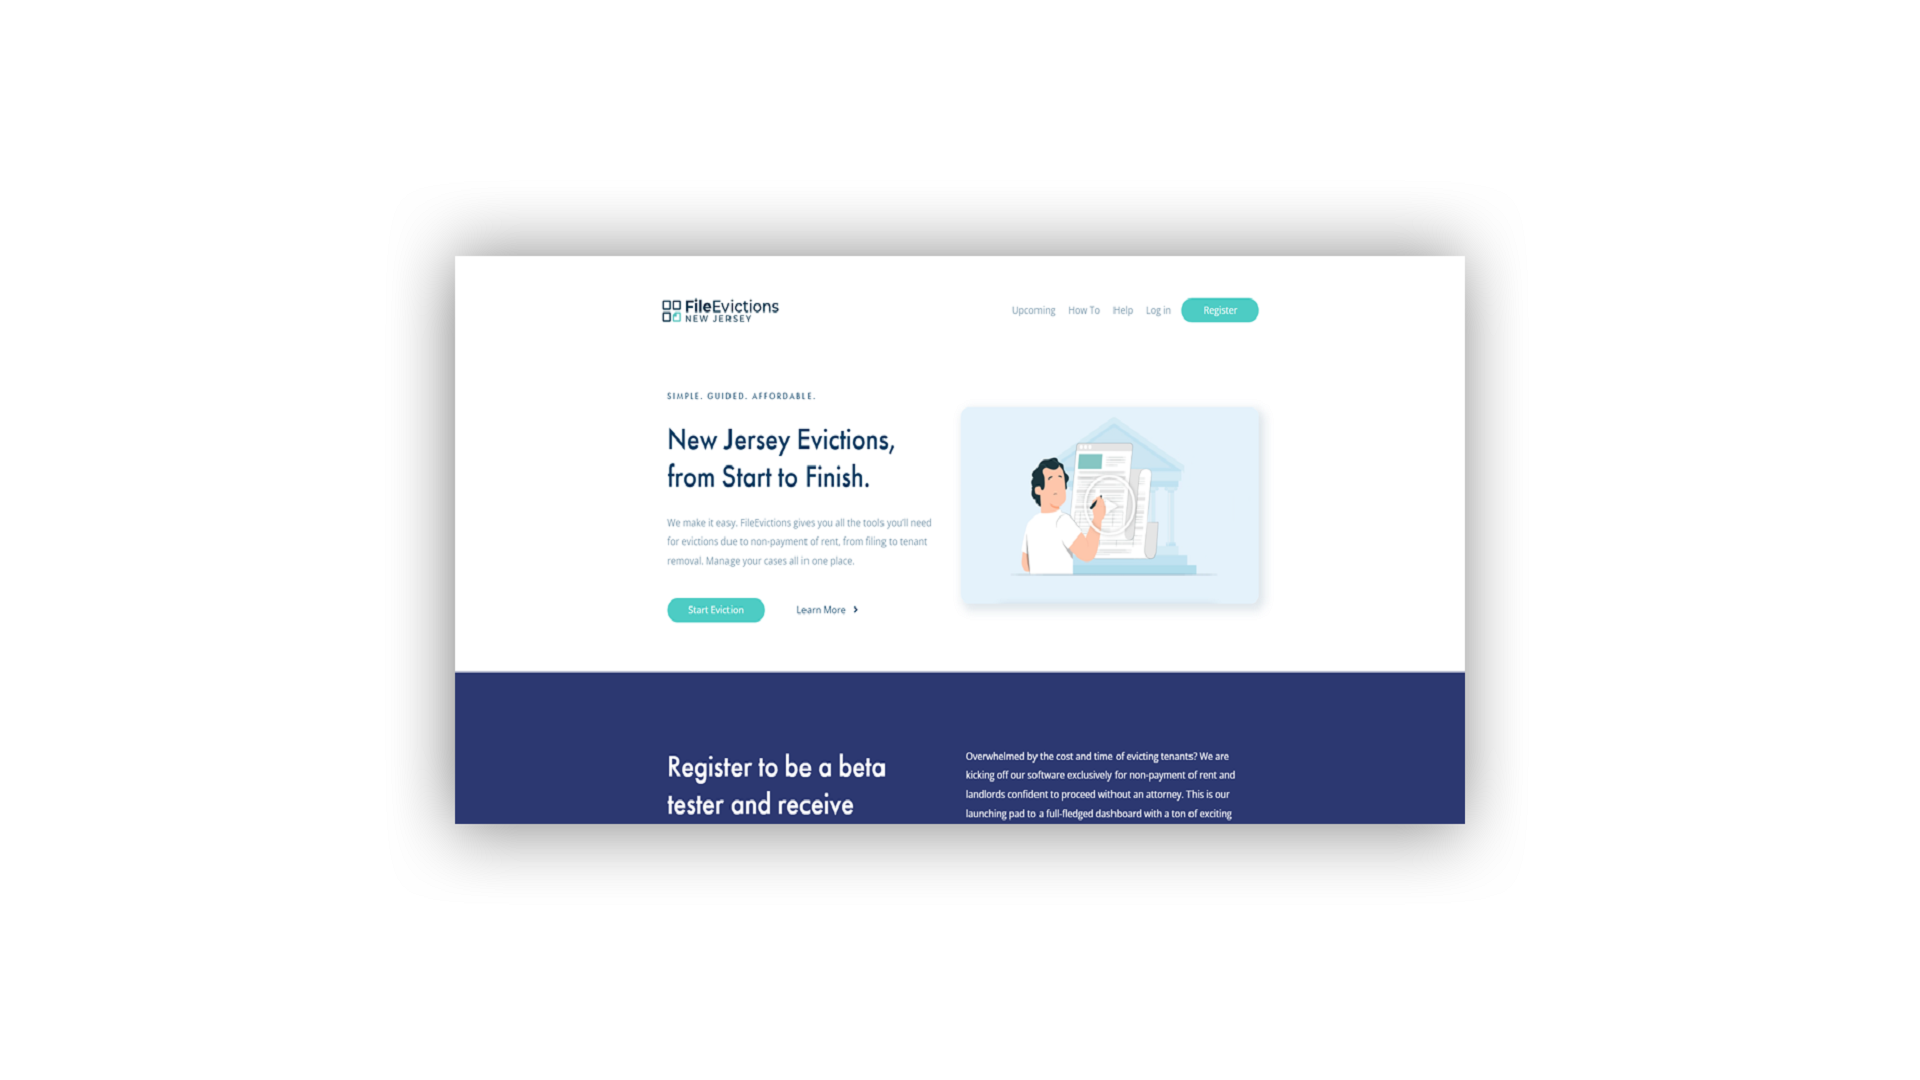 FileEvictions
NEW JERSEY
Upcoming How To Help Log in Register
SIMPLE. GUIDED. AFFORDABLE.
New Jersey Evictions,
from Start to Finish.
We make it easy. FileEvictions gives you all the tools you'll need
for evictions due to non-payment of rent, from filing to tenant
removal. Manage your cases all in one place.
Start Eviction Learn More
Register to be a beta
tester and receive
Overwhelmed by the cost and time of evicting tenants? We are
kicking off our software exclusively for non-payment of rent and
landlords confident to proceed without an attorney. This is our
launching pad to a full-fledged dashboard with a ton of exciting